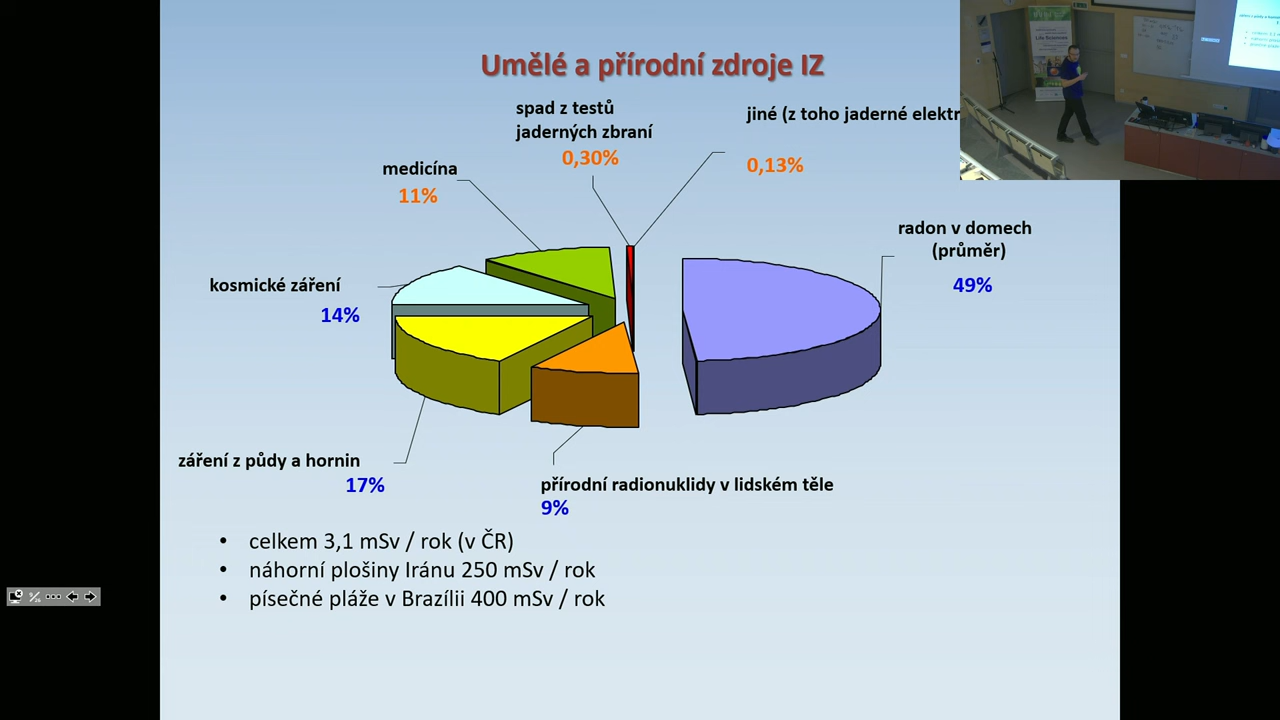 Umělé a přírodní zdroje IZ
spad z testů
jaderných zbraní
0,30%
jiné (z toho jaderné elektr
0,13%
medicína
11%
radon v domech
(průměr)
49%
kosmické záření
14%
záření z půdy a hornin
17%
přírodní radionuklidy v lidském těle
9%
• celkem 3,1 mSv / rok (v ČR)
• náhorní plošiny Iránu 250 mSv / rok
• písečné pláže v Brazílii 400 mSv / rok